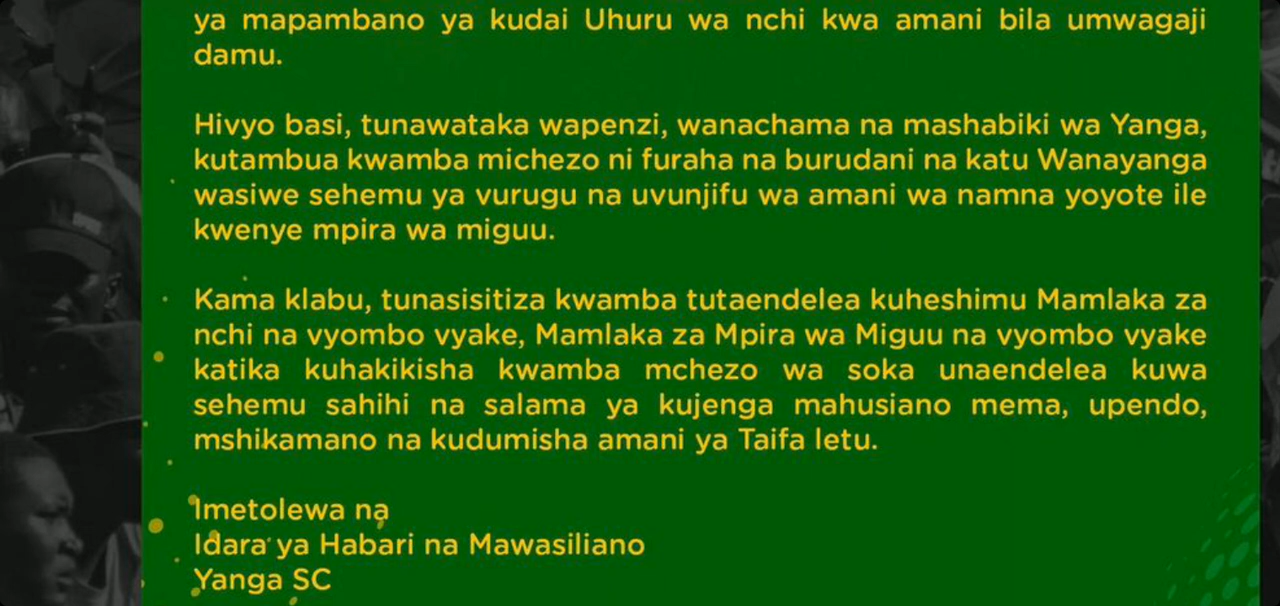 ya mapambano ya kudai Uhuru wa nchi kwa amani bila umwagaji
damu.
Hivyo basi, tunawataka wapenzi, wanachama na mashabiki wa Yanga,
kutambua kwamba michezo ni furaha na burudani na katu Wanayanga
wasiwe sehemu ya vurugu na uvunjifu wa amani wa namna yoyote ile
kwenye mpira wa miguu.
Kama klabu, tunasisitiza kwamba tutaendelea kuheshimu Mamlaka za
nchi na vyombo vyake, Mamlaka za Mpira wa Miguu na vyombo vyake
katika kuhakikisha kwamba mchezo wa soka unaendelea kuwa
sehemu sahihi na salama ya kujenga mahusiano mema, upendo,
mshikamano na kudumisha amani ya Taifa letu.
Imetolewa na
Idara ya Habari na Mawasiliano
Yanga SC